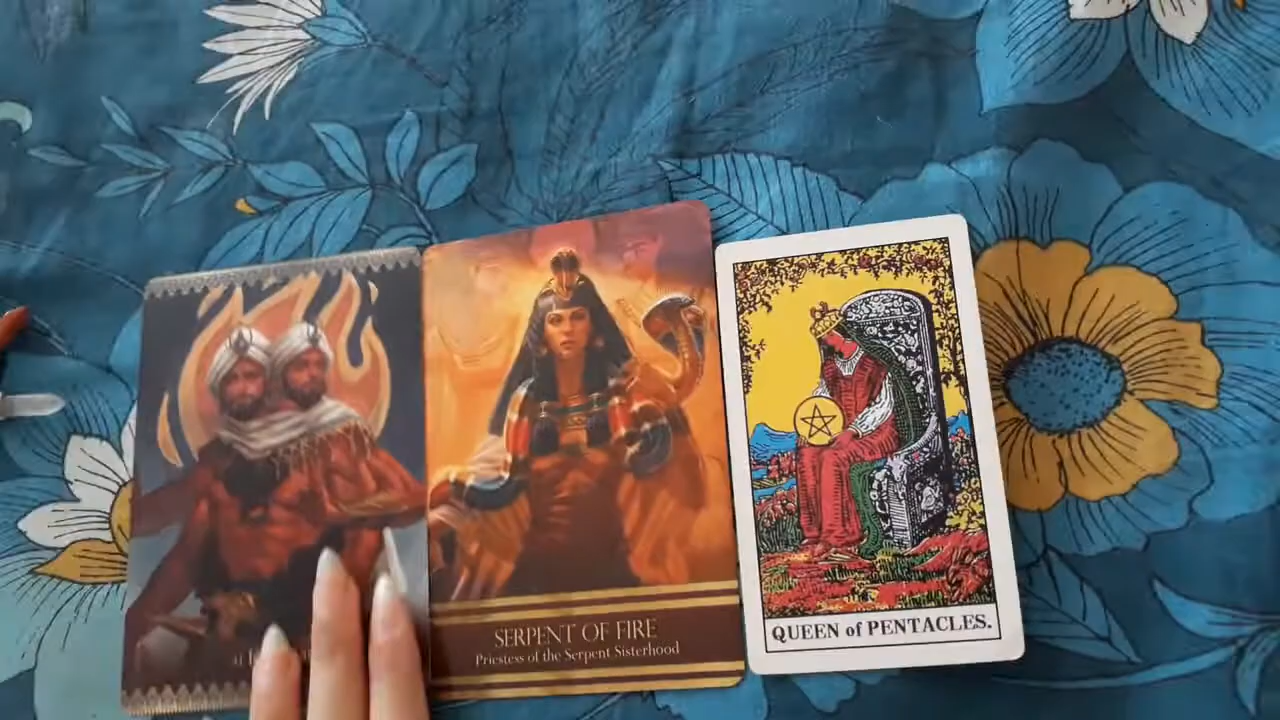 SERPENT OF FIRE
Priestess of the Serpent Sisterhood
QUEEN of PENTACLES.